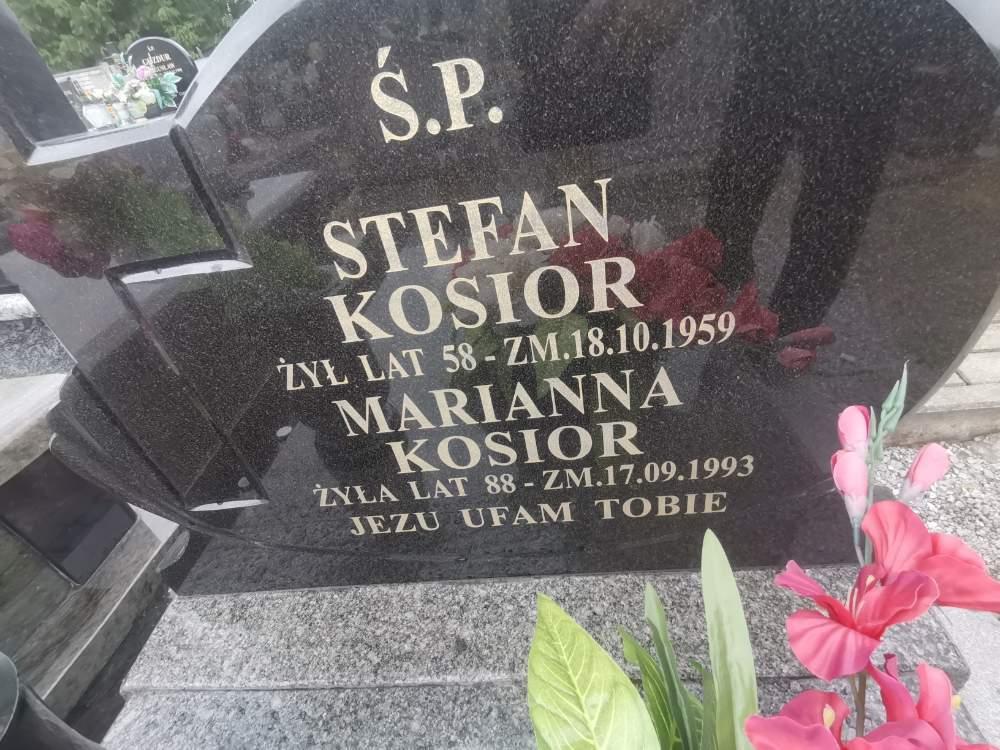 Ś.P.
STEFAN
KOSIOR
ŻYŁ LAT 58 - ZM.18.10.1959
MARIANNA
KOSIOR
ŻYŁA LAT 88 - ZM.17.09.1993
JEZU UFAM TOBIE